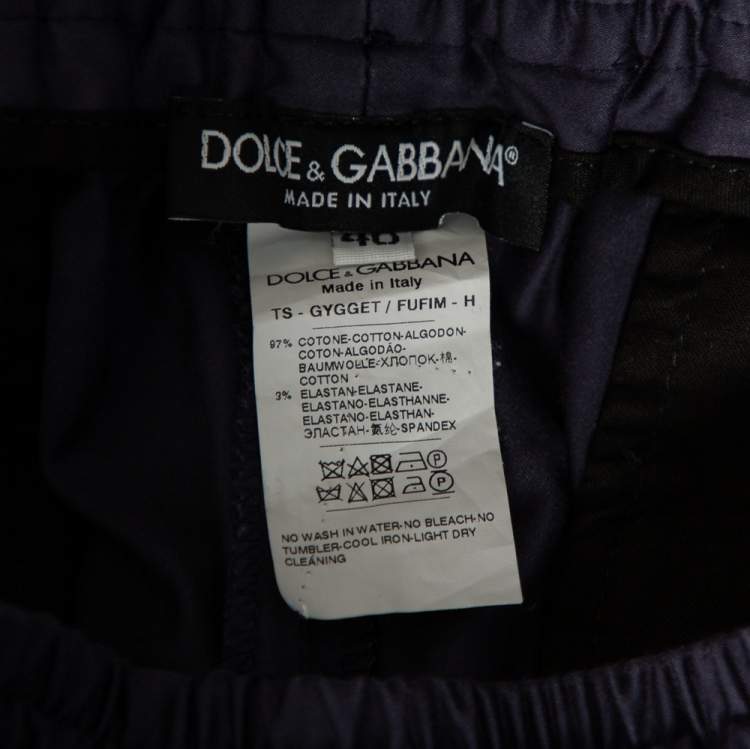 DOLCE & GABBANA®
MADE IN ITALY
40
DOLCE & GABBANA
Made in Italy
TS - GYGGET / FUFIM - H
97% COTONE-COTTON-ALGODON-
COTON-ALGODÃO-
BAUMWOLLE-ХЛОПОК-棉-
COTTON
3% ELASTAN-ELASTANE-
ELASTANO-ELASTHANNE-
ELASTANO-ELASTHAN-
ЭЛАСТАН-氨纶-SPANDEX
P
P
NO WASH IN WATER-NO BLEACH-NO
TUMBLER-COOL IRON-LIGHT DRY
CLEANING